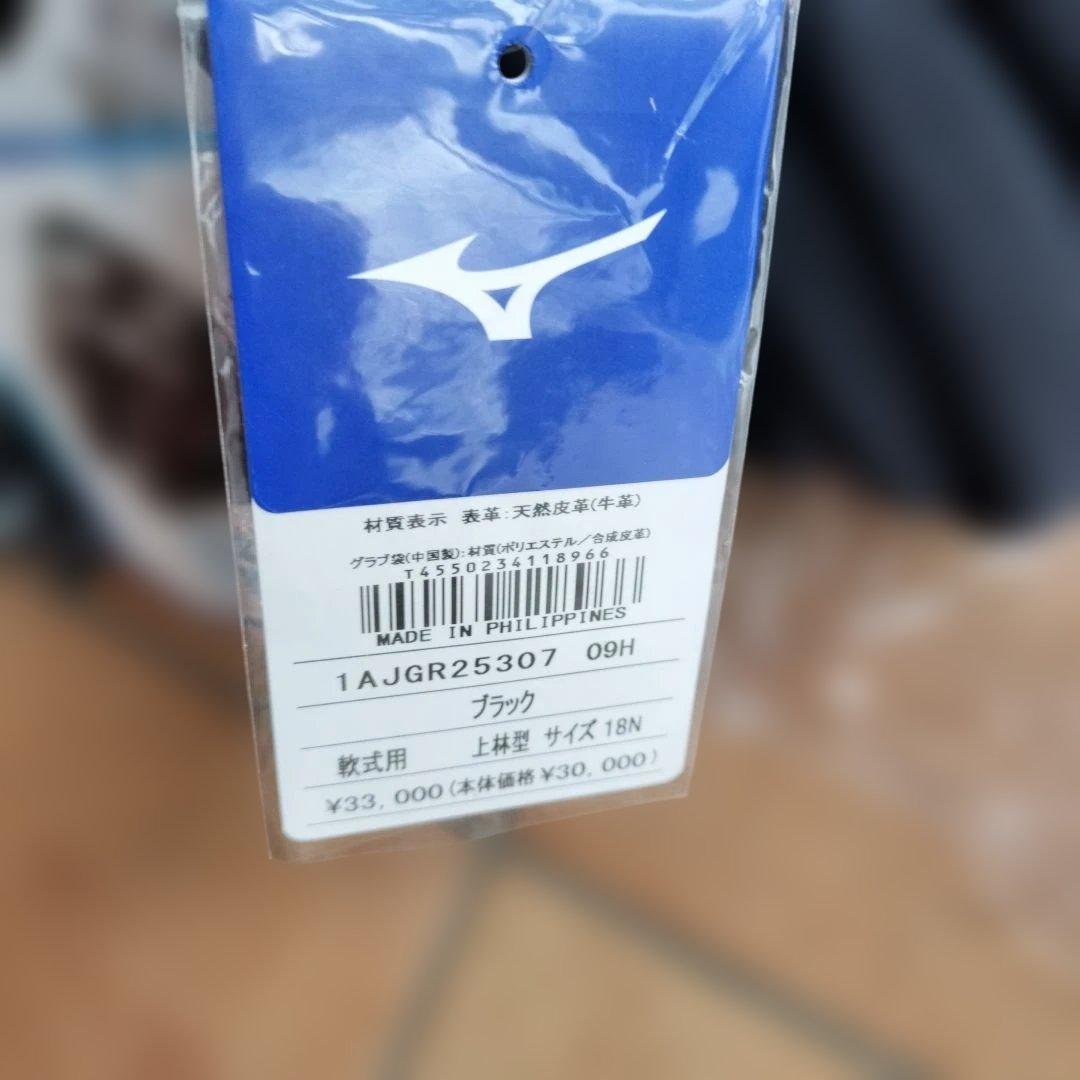 材質表示 表革:天然皮革(牛革)
グラブ袋(中国製):材質(ポリエステル/合成皮革)
T4550234118966
MADE IN PHILIPPINES
1AJGR25307 09H
ブラック
軟式用 上林型 サイズ 18N
¥33,000(本体価格¥30,000)